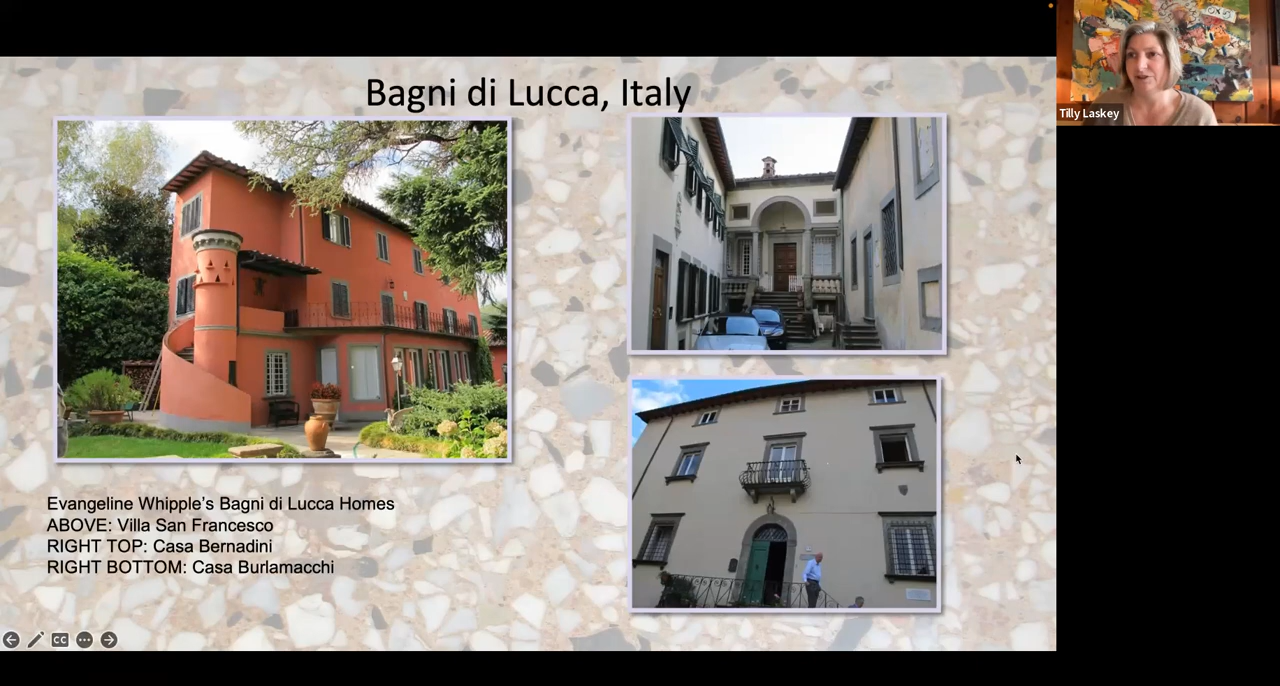 Bagni di Lucca, Italy
Tilly Laskey
Evangeline Whipple’s Bagni di Lucca Homes
ABOVE: Villa San Francesco
RIGHT TOP: Casa Bernadini
RIGHT BOTTOM: Casa Burlamacchi
CC